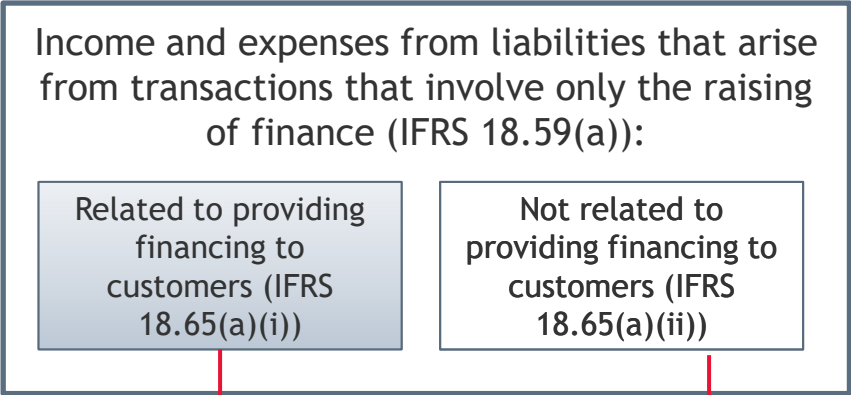 Income and expenses from liabilities that arise
from transactions that involve only the raising
of finance (IFRS 18.59(a)):
Related to providing
financing to
customers (IFRS
18.65(a)(i))
Not related to
providing financing to
customers (IFRS
18.65(a)(ii))